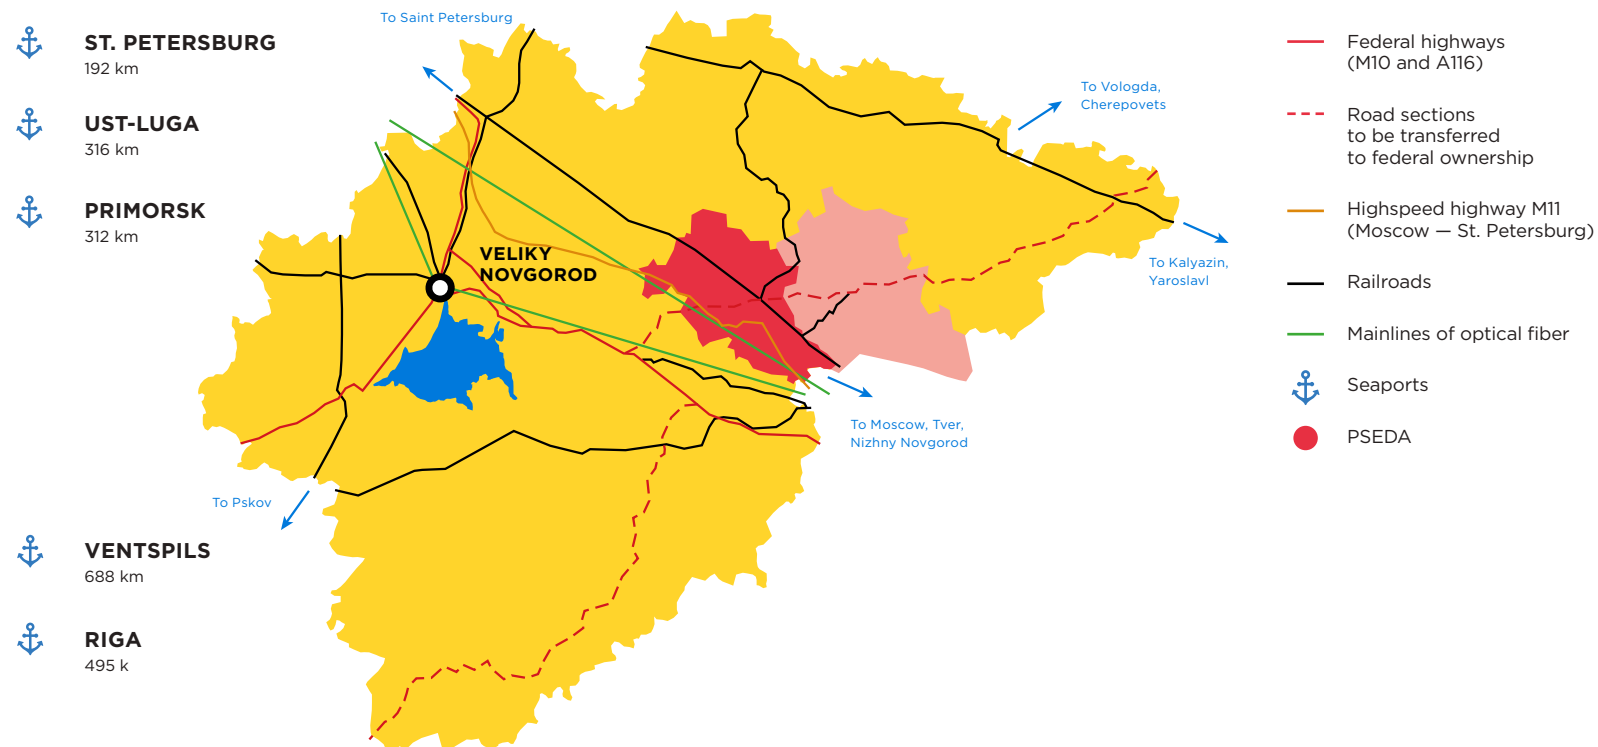 To Saint Petersburg
ST. PETERSBURG
192 km
UST-LUGA
316 km
PRIMORSK
312 km
VELIKY
NOVGOROD
To Vologda,
Cherepovets
To Kalyazin,
Yaroslavl
To Moscow, Tver,
Nizhny Novgorod
To Pskov
VENTSPILS
688 km
RIGA
495 k
Federal highways
(M10 and A116)
Road sections
to be transferred
to federal ownership
Highspeed highway M11
(Moscow — St. Petersburg)
Railroads
Mainlines of optical fiber
Seaports
PSEDA